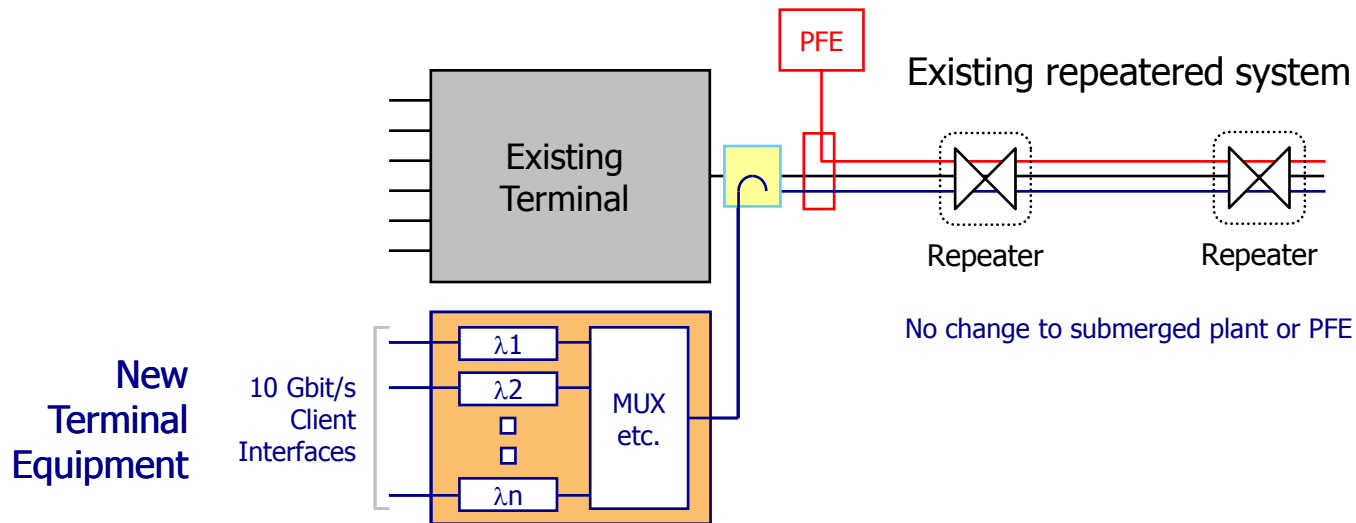 PFE
Existing repeatered system
Existing
Terminal
Repeater
Repeater
No change to submerged plant or PFE
New
Terminal
Equipment
10 Gbit/s
Client
Interfaces
λ1
λ2
λn
MUX
etc.